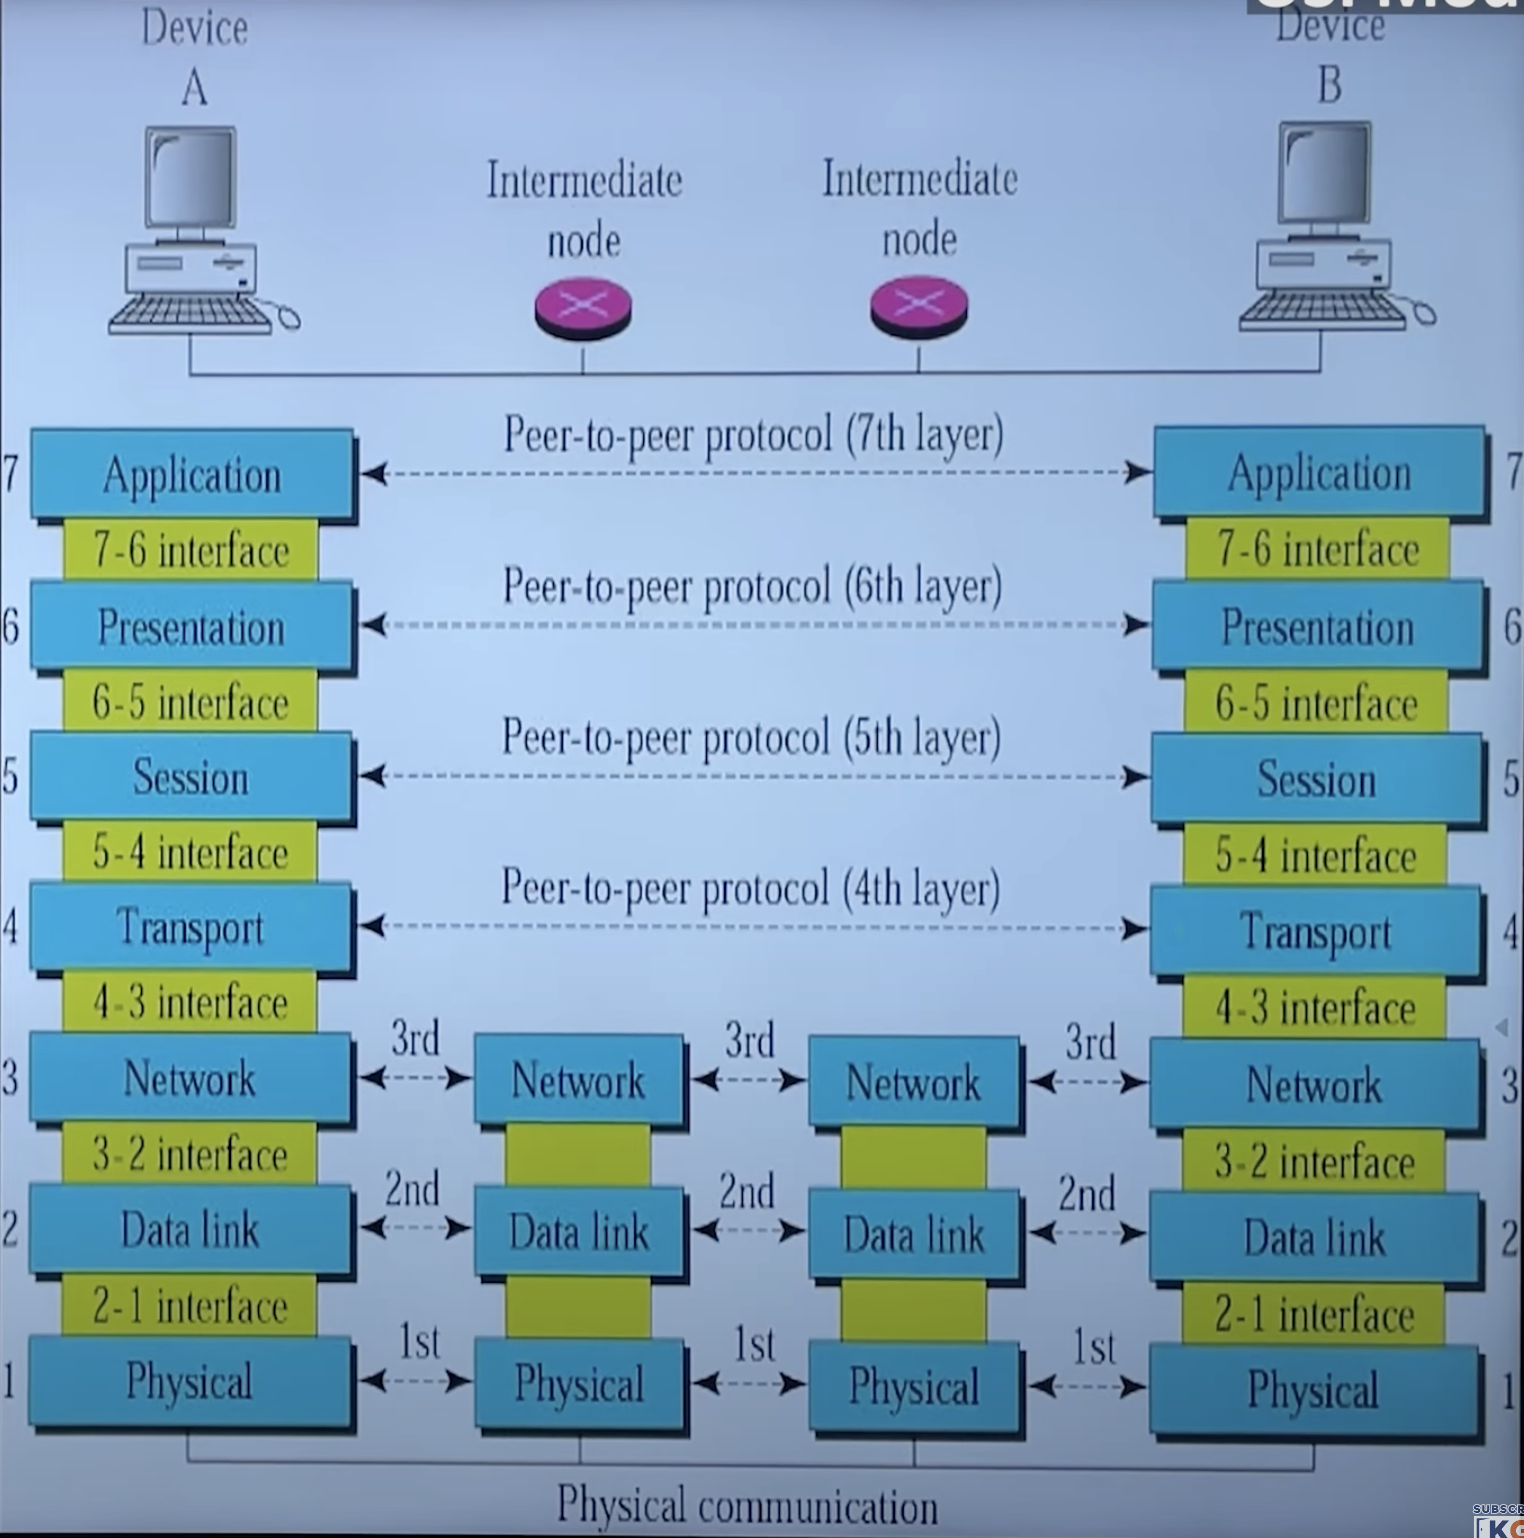 Device
A
Device
B
Intermediate
node
Intermediate
node
Peer-to-peer protocol (7th layer)
7 Application
Application 7
7-6 interface
7-6 interface
Peer-to-peer protocol (6th layer)
6 Presentation
Presentation 6
6-5 interface
6-5 interface
Peer-to-peer protocol (5th layer)
5 Session
Session 5
5-4 interface
5-4 interface
Peer-to-peer protocol (4th layer)
4 Transport
Transport 4
4-3 interface
4-3 interface
3rd
3rd
3rd
3 Network
Network
Network
Network 3
3-2 interface
3-2 interface
2nd
2nd
2nd
2 Data link
Data link
Data link
Data link 2
2-1 interface
2-1 interface
1st
1st
1st
1 Physical
Physical
Physical
Physical 1
Physical communication